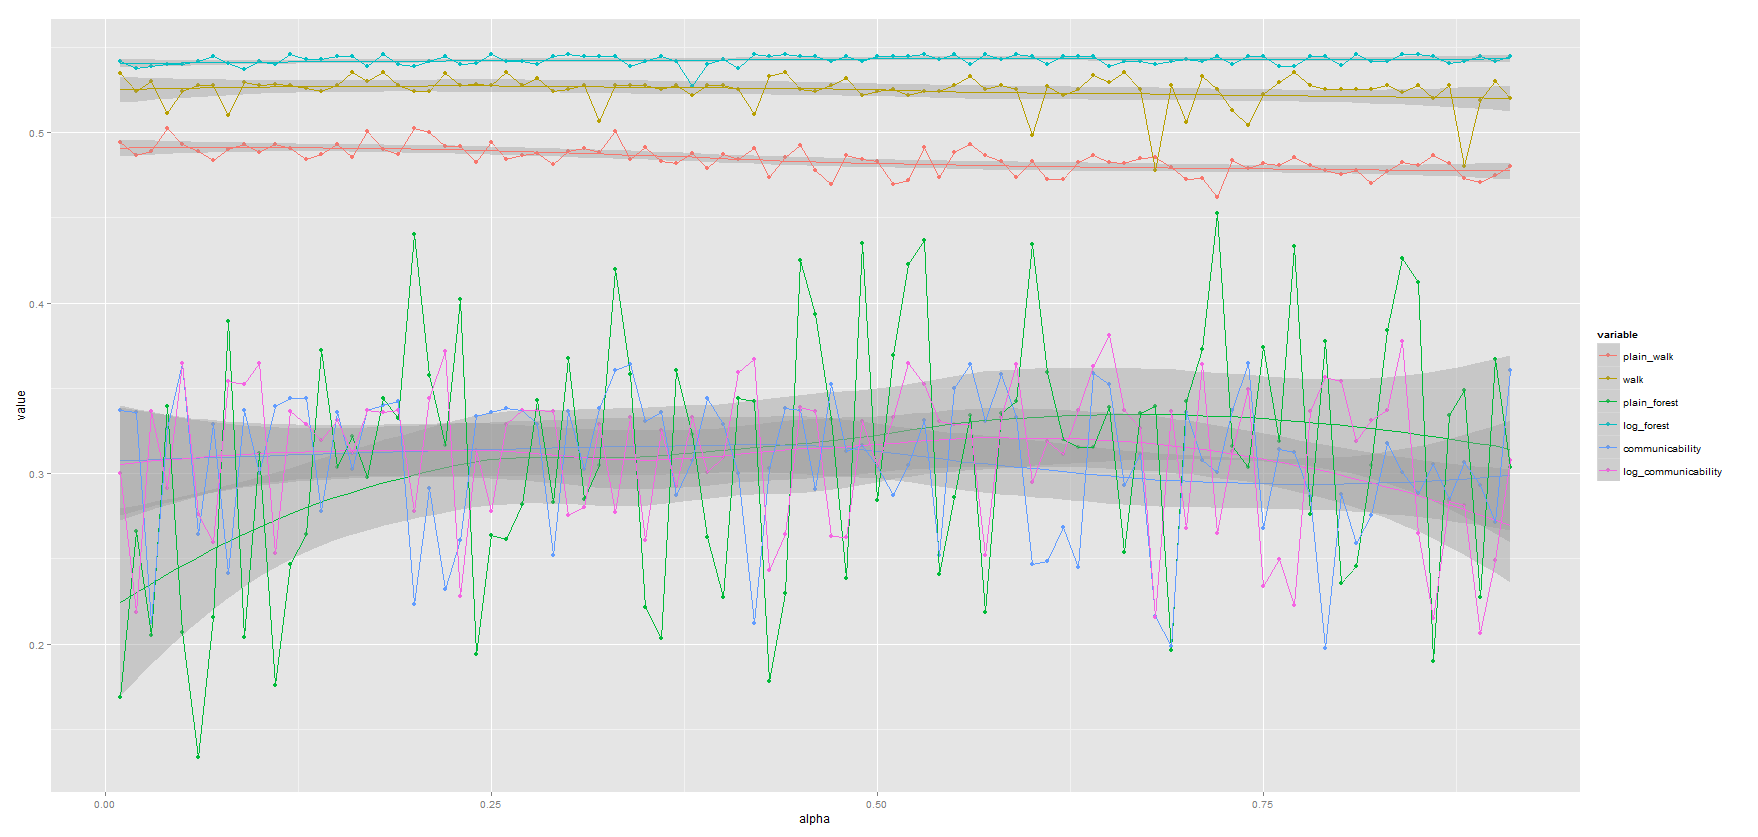 0.5
0.4
0.3
0.2
value
0.00
0.25
0.50
0.75
alpha
variable
plain_walk
walk
plain_forest
log_forest
communicability
log_communicability